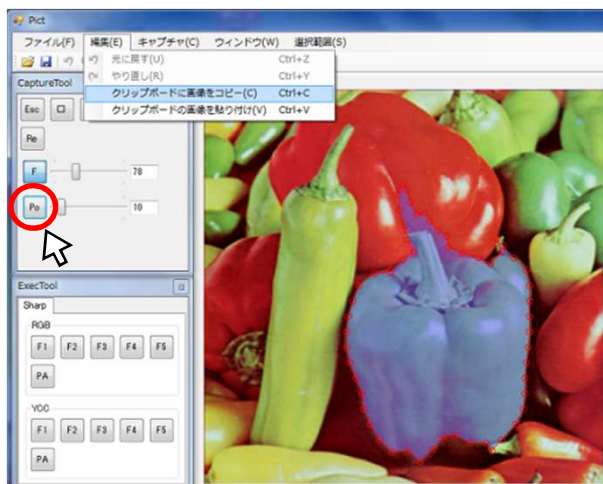 Pict
ファイル(F) 編集(E) キャプチャ(C) ウィンドウ(W) 選択範囲(S)
元に戻す(U) Ctrl+Z
やり直し(R) Ctrl+Y
クリップボードに画像をコピー(C) Ctrl+C
クリップボードの画像を貼り付け(V) Ctrl+V
CaptureTool
Esc
Re
F 70
Po 10
ExecTool
Sharp
RGB
F1 F2 F3 F4 F5
PA
YCC
F1 F2 F3 F4 F5
PA